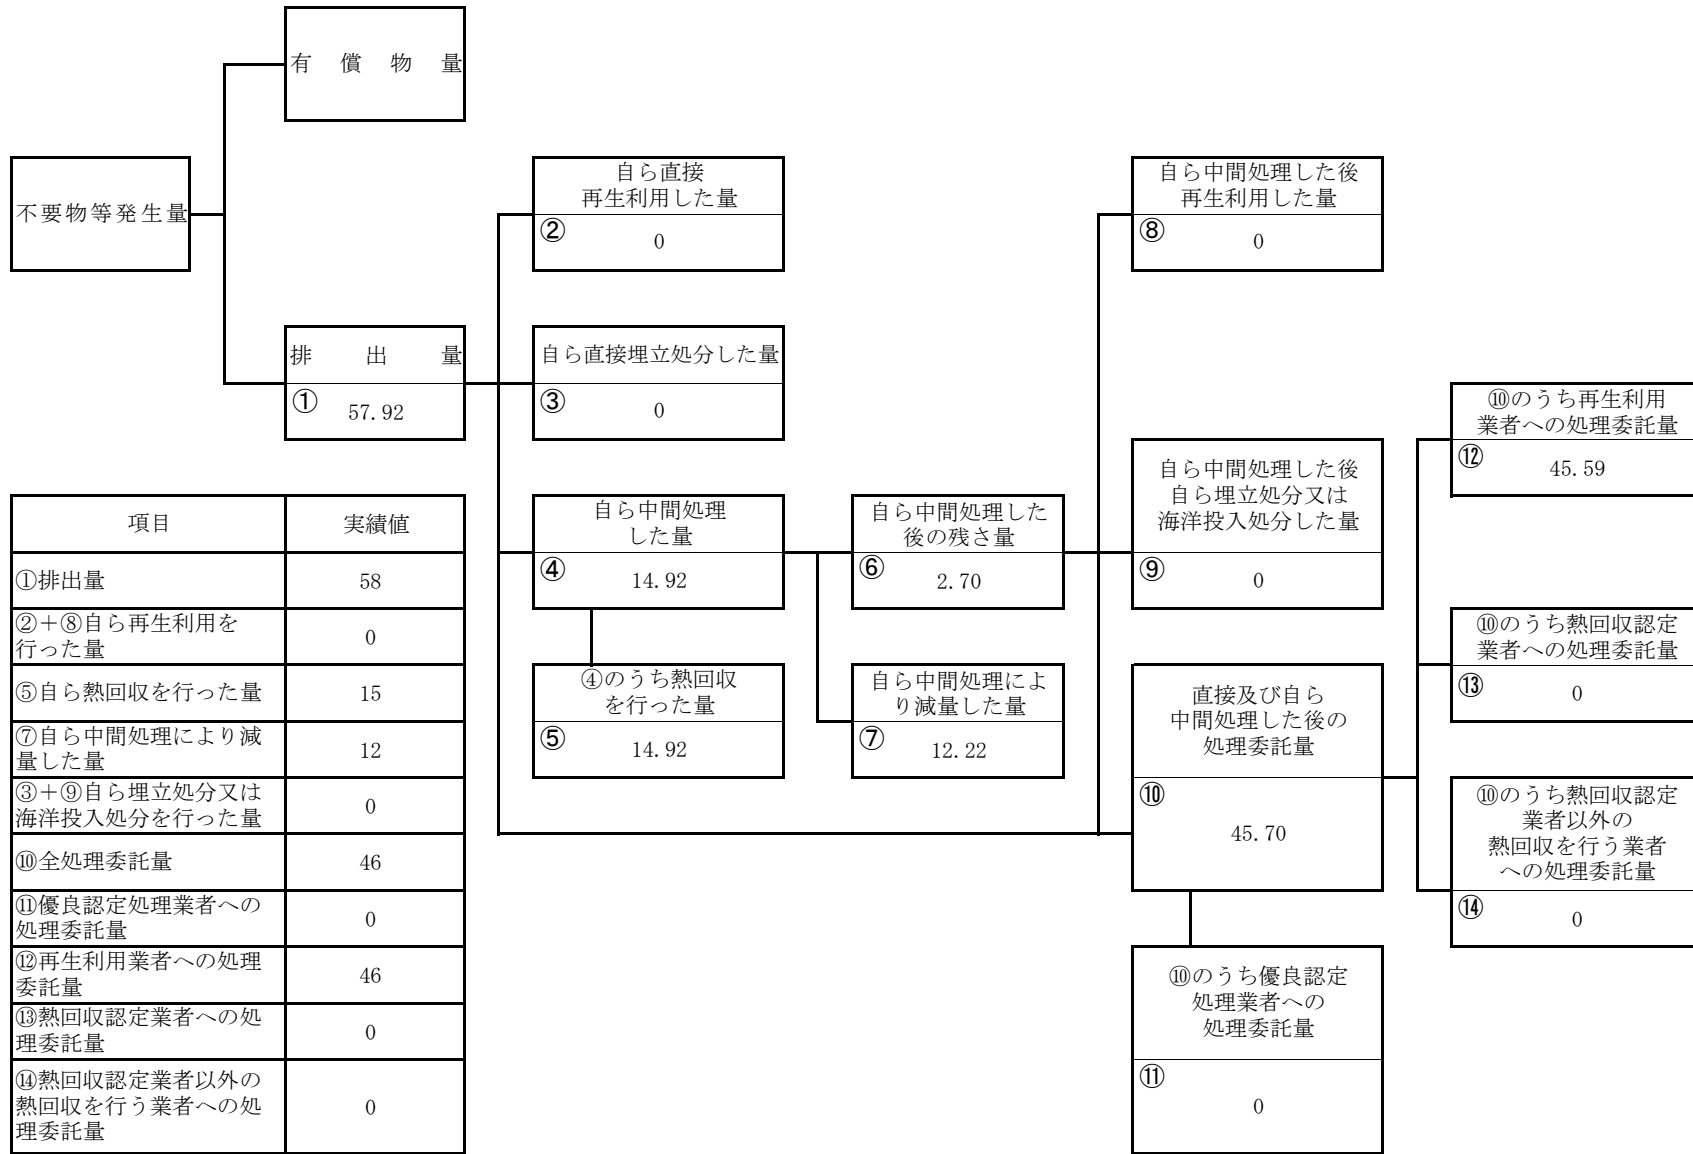 有償物量
不要物等発生量
排出量
①
57.92
自ら直接
再生利用した量
②
0
自ら直接埋立処分した量
③
0
自ら中間処理
した量
④
14.92
④のうち熱回収
を行った量
⑤
14.92
自ら中間処理した
後の残さ量
⑥
2.70
自ら中間処理によ
り減量した量
⑦
12.22
自ら中間処理した後
再生利用した量
⑧
0
自ら中間処理した後
自ら埋立処分又は
海洋投入処分した量
⑨
0
直接及び自ら
中間処理した後の
処理委託量
⑩
45.70
⑩のうち優良認定
処理業者への
処理委託量
⑪
0
⑩のうち再生利用
業者への処理委託量
⑫
45.59
⑩のうち熱回収認定
業者への処理委託量
⑬
0
⑩のうち熱回収認定
業者以外の
熱回収を行う業者
への処理委託量
⑭
0
項目 実績値
①排出量 58
②＋⑧自ら再生利用を
行った量 0
⑤自ら熱回収を行った量 15
⑦自ら中間処理により減
量した量 12
③＋⑨自ら埋立処分又は
海洋投入処分を行った量 0
⑩全処理委託量 46
⑪優良認定処理業者への
処理委託量 0
⑫再生利用業者への処理
委託量 46
⑬熱回収認定業者への処
理委託量 0
⑭熱回収認定業者以外の
熱回収を行う業者への処
理委託量 0